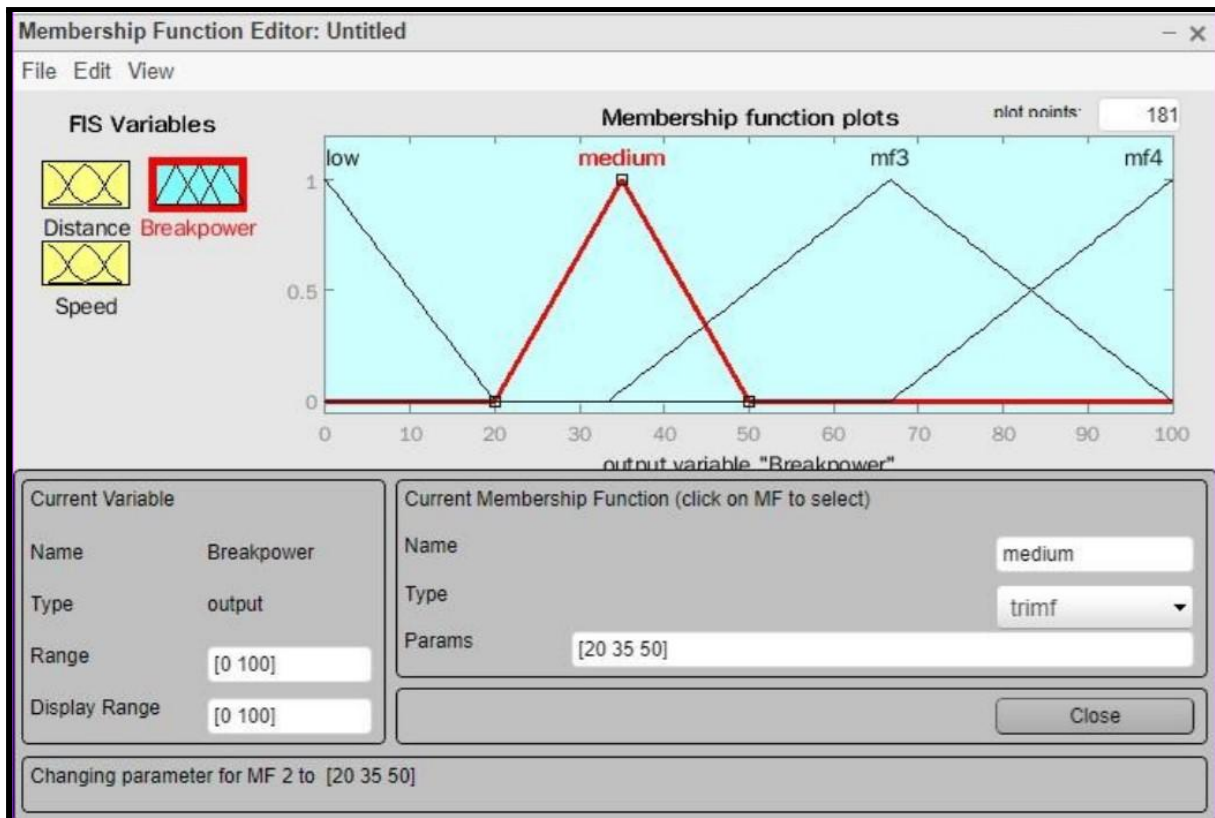 Membership Function Editor: Untitled
File Edit View
FIS Variables
Distance Breakpower
Speed
Membership function plots
plot points: 181
low medium mf3 mf4
1
0.5
0
0 10 20 30 40 50 60 70 80 90 100
output variable "Breakpower"
Current Variable
Name Breakpower
Type output
Range [0 100]
Display Range [0 100]
Current Membership Function (click on MF to select)
Name medium
Type trimf
Params [20 35 50]
Close
Changing parameter for MF 2 to [20 35 50]